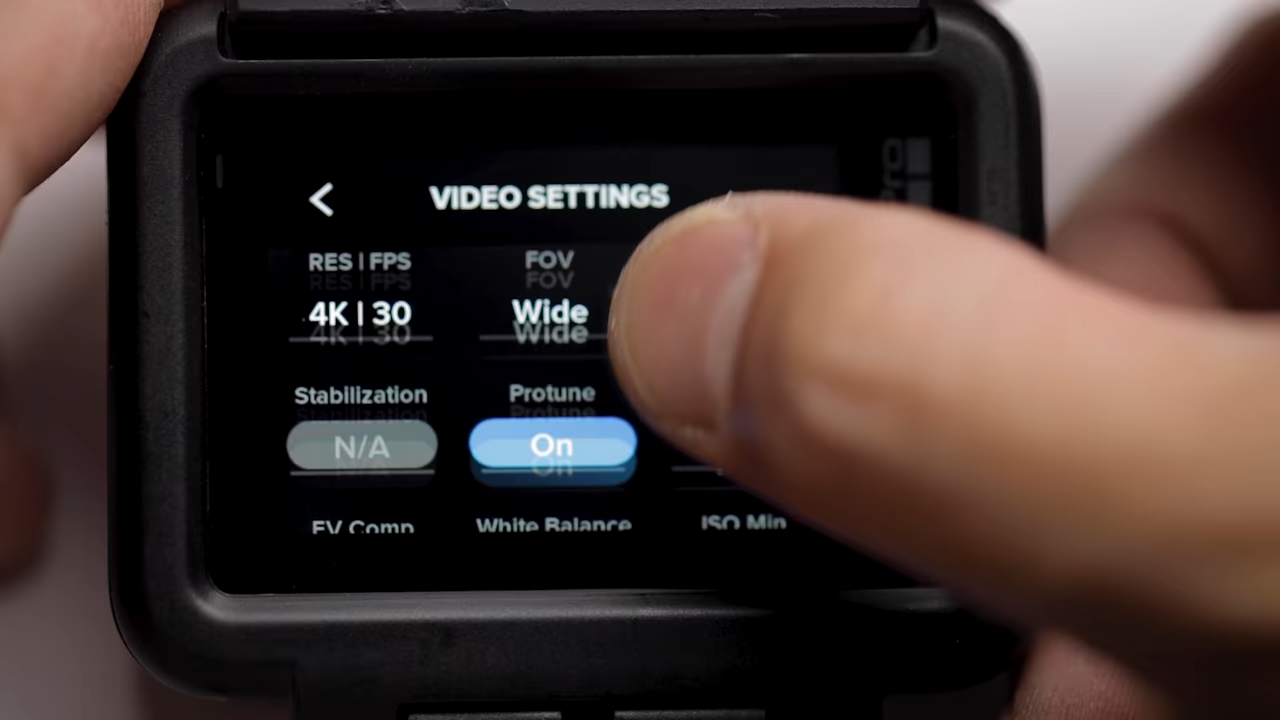 VIDEO SETTINGS
RES | FPS FOV
4K | 30 Wide
Stabilization Protune
N/A On
EV Comp White Balance ISO Min